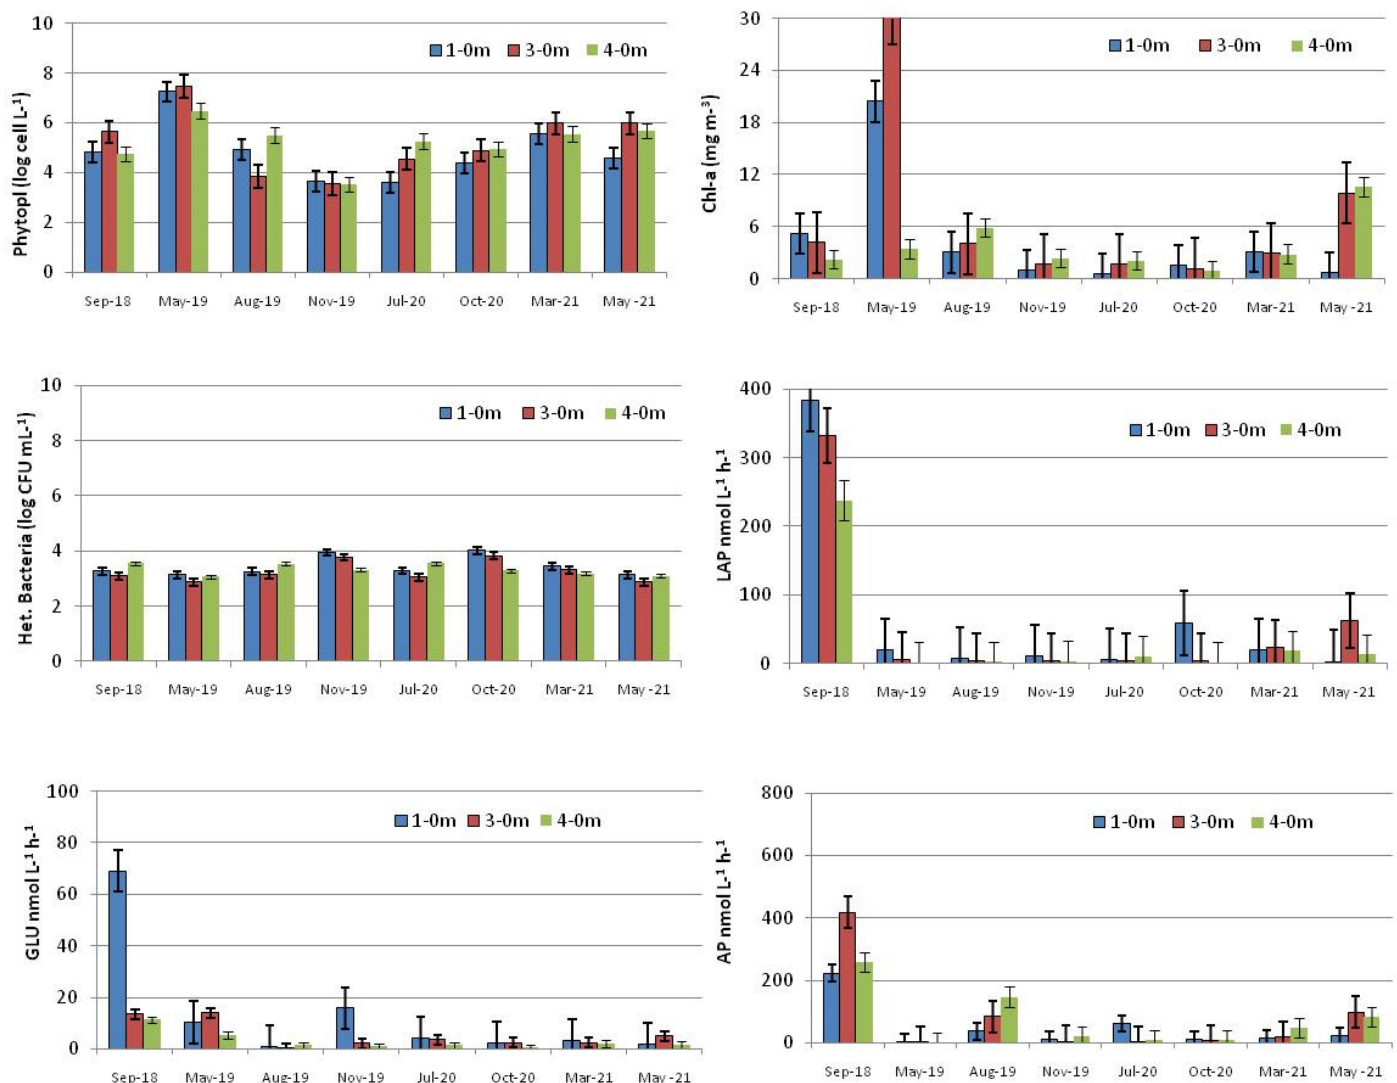 Phytopl (log cell L-1)
10
8
6
4
2
0
1-0m 3-0m 4-0m
Sep-18 May-19 Aug-19 Nov-19 Jul-20 Oct-20 Mar-21 May -21
Chl-a (mg m-3)
30
24
18
12
6
0
1-0m 3-0m 4-0m
Sep-18 May-19 Aug-19 Nov-19 Jul-20 Oct-20 Mar-21 May -21
Het. Bacteria (log CFU mL-1)
10
8
6
4
2
0
1-0m 3-0m 4-0m
Sep-18 May-19 Aug-19 Nov-19 Jul-20 Oct-20 Mar-21 May -21
LAP nmol L-1 h-1
400
300
200
100
0
1-0m 3-0m 4-0m
Sep-18 May-19 Aug-19 Nov-19 Jul-20 Oct-20 Mar-21 May -21
GLU nmol L-1 h-1
100
80
60
40
20
0
1-0m 3-0m 4-0m
Sep-18 May-19 Aug-19 Nov-19 Jul-20 Oct-20 Mar-21 May -21
AP nmol L-1 h-1
800
600
400
200
0
1-0m 3-0m 4-0m
Sep-18 May-19 Aug-19 Nov-19 Jul-20 Oct-20 Mar-21 May -21